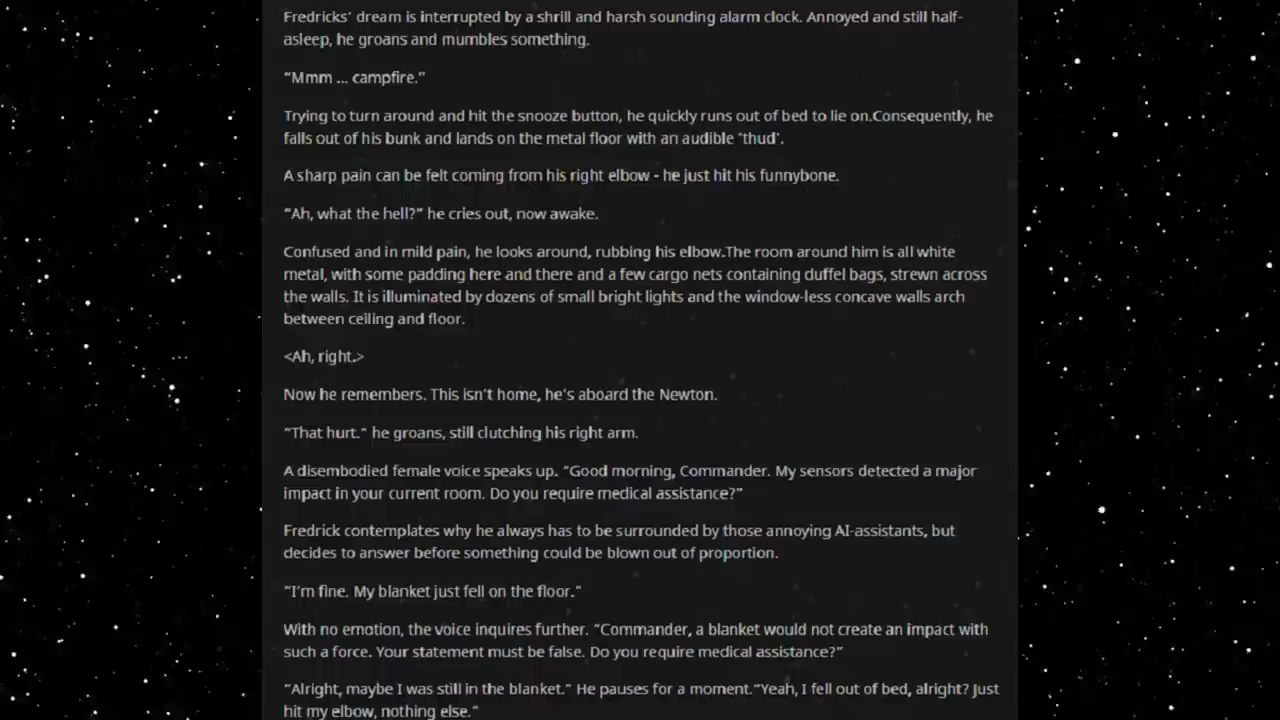 Fredricks' dream is interrupted by a shrill and harsh sounding alarm clock. Annoyed and still half-
asleep, he groans and mumbles something.
“Mmm ... campfire.”
Trying to turn around and hit the snooze button, he quickly runs out of bed to lie on.Consequently, he
falls out of his bunk and lands on the metal floor with an audible 'thud'.
A sharp pain can be felt coming from his right elbow - he just hit his funnybone.
“Ah, what the hell?” he cries out, now awake.
Confused and in mild pain, he looks around, rubbing his elbow.The room around him is all white
metal, with some padding here and there and a few cargo nets containing duffel bags, strewn across
the walls. It is illuminated by dozens of small bright lights and the window-less concave walls arch
between ceiling and floor.
<Ah, right.>
Now he remembers. This isn't home, he's aboard the Newton.
“That hurt.” he groans, still clutching his right arm.
A disembodied female voice speaks up. “Good morning, Commander. My sensors detected a major
impact in your current room. Do you require medical assistance?”
Fredrick contemplates why he always has to be surrounded by those annoying AI-assistants, but
decides to answer before something could be blown out of proportion.
“I'm fine. My blanket just fell on the floor.”
With no emotion, the voice inquires further. “Commander, a blanket would not create an impact with
such a force. Your statement must be false. Do you require medical assistance?”
“Alright, maybe I was still in the blanket.” He pauses for a moment.”Yeah, I fell out of bed, alright? Just
hit my elbow, nothing else.”